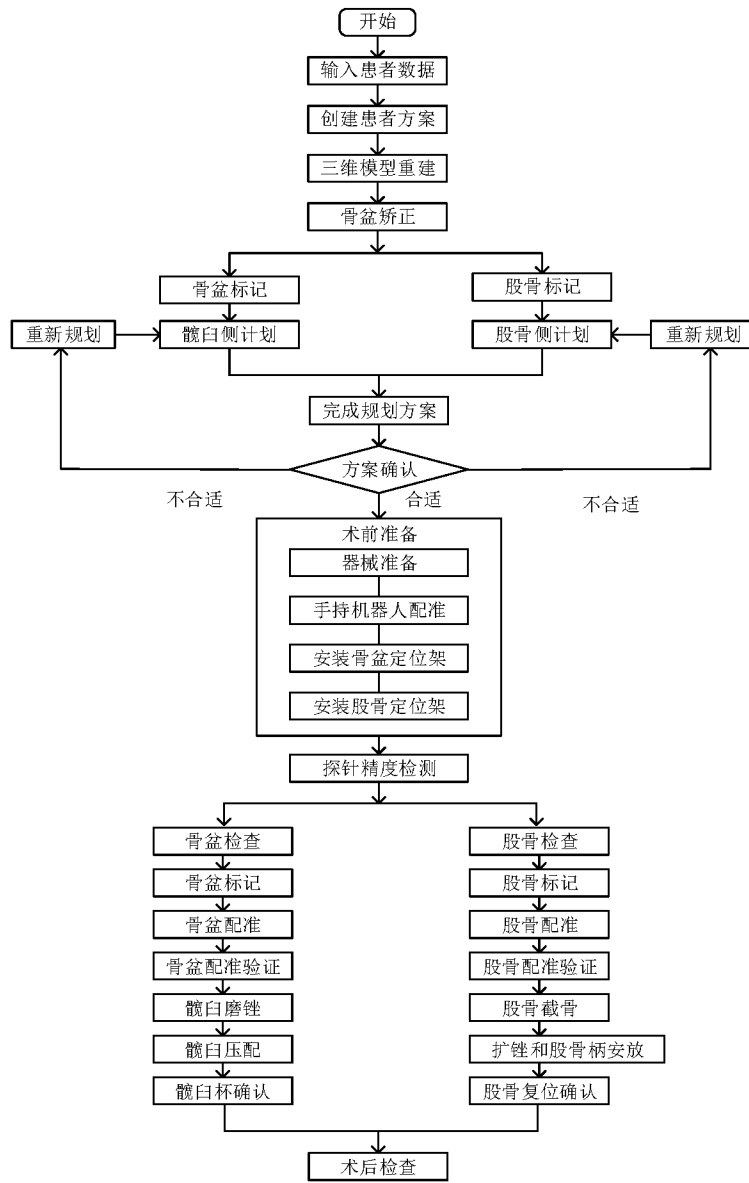 开始
输入患者数据
创建患者方案
三维模型重建
骨盆矫正
骨盆标记
股骨标记
重新规划
髋臼侧计划
股骨侧计划
重新规划
完成规划方案
方案确认
不合适
合适
不合适
术前准备
器械准备
手持机器人配准
安装骨盆定位架
安装股骨定位架
探针精度检测
骨盆检查
股骨检查
骨盆标记
股骨标记
骨盆配准
股骨配准
骨盆配准验证
股骨配准验证
髋臼磨锉
股骨截骨
髋臼压配
扩锉和股骨柄安放
髋臼杯确认
股骨复位确认
术后检查